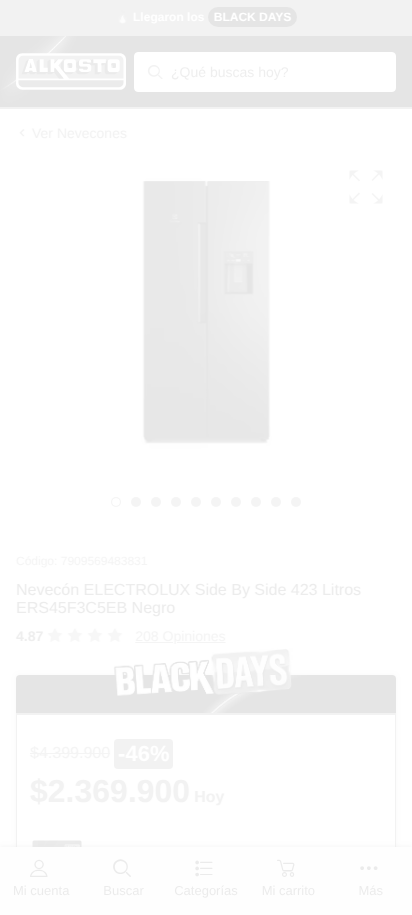 Llegaron los BLACK DAYS
ALKOSTO
¿Qué buscas hoy?
Ver Nevecones
Código: 7909569483831
Nevecón ELECTROLUX Side By Side 423 Litros
ERS45F3C5EB Negro
4.87 208 Opiniones
BLACK DAYS
$4.399.900 -46%
$2.369.900 Hoy
Mi cuenta Buscar Categorías Mi carrito Más